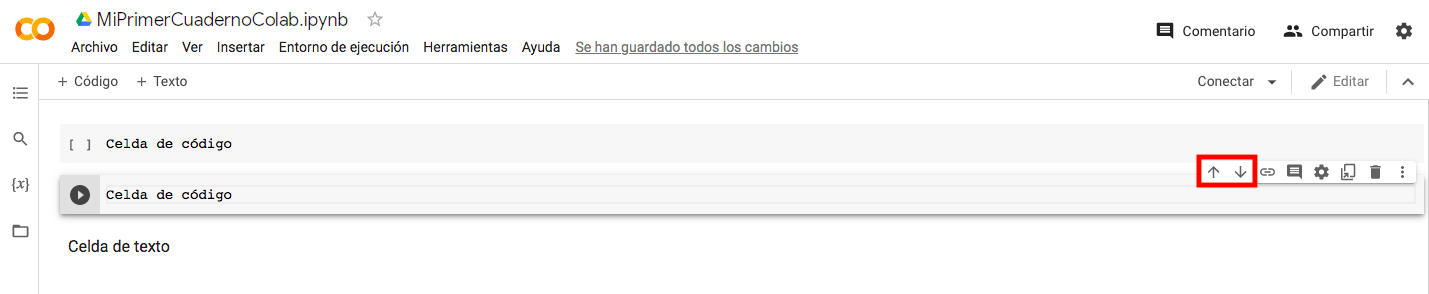 MiPrimerCuadernoColab.ipynb
Comentario Compartir
Archivo Editar Ver Insertar Entorno de ejecución Herramientas Ayuda Se han guardado todos los cambios
+ Código + Texto Conectar Editar
[ ] Celda de código
{x} Celda de código
Celda de texto